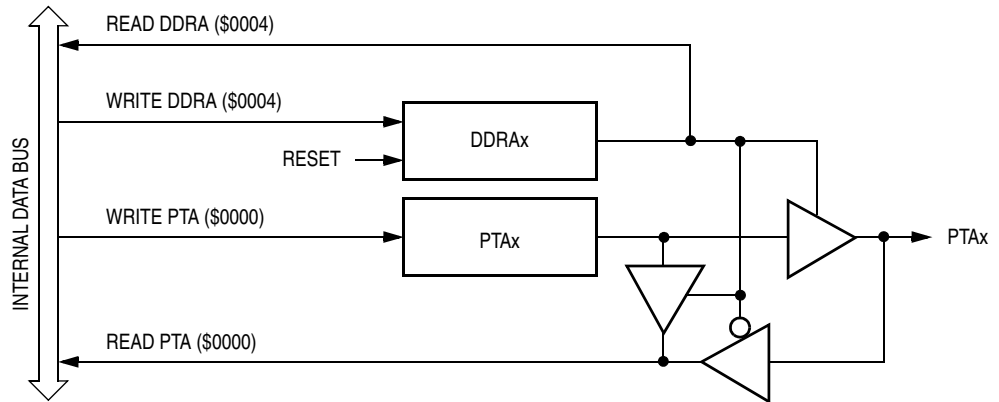 READ DDRA ($0004)
WRITE DDRA ($0004)
DDRAx
RESET
INTERNAL DATA BUS
WRITE PTA ($0000)
PTAx
PTAx
READ PTA ($0000)